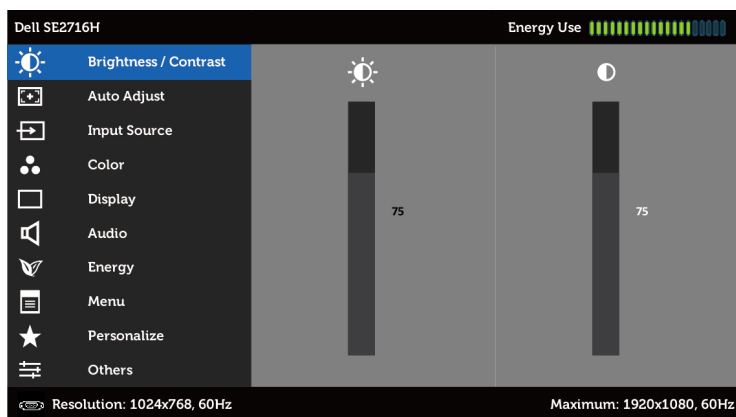 Dell SE2716H
Energy Use
Brightness / Contrast
Auto Adjust
Input Source
Color
Display
Audio
Energy
Menu
Personalize
Others
75
75
Resolution: 1024x768, 60Hz
Maximum: 1920x1080, 60Hz